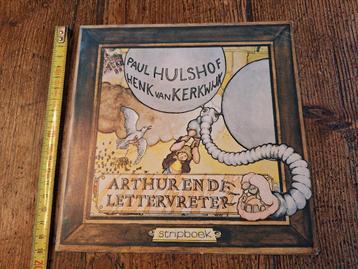 PAUL HULSHOF
HENK VAN KERKWIJK
ARTHUR EN DE
LETTERVRETER
stripboek